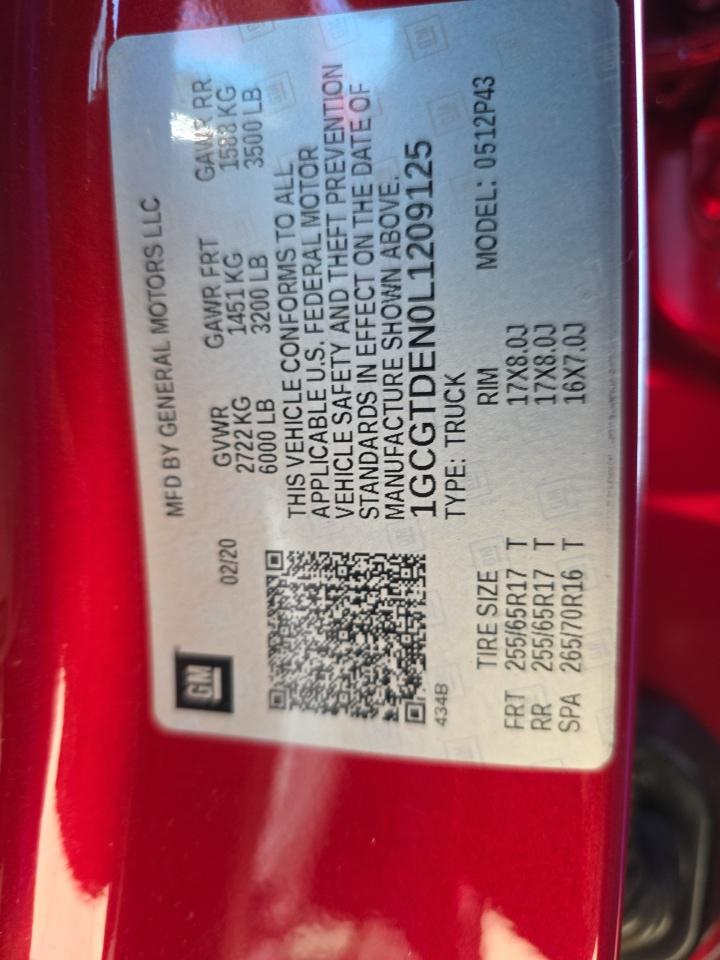 GM
MFD BY GENERAL MOTORS LLC
02/20
GVWR GAWR FRT GAWR RR
2722 KG 1451 KG 1588 KG
6000 LB 3200 LB 3500 LB
THIS VEHICLE CONFORMS TO ALL
APPLICABLE U.S. FEDERAL MOTOR
VEHICLE SAFETY AND THEFT PREVENTION
STANDARDS IN EFFECT ON THE DATE OF
MANUFACTURE SHOWN ABOVE.
1GCGTDEN0L1209125
434B
TYPE: TRUCK MODEL: 0512P43
TIRE SIZE RIM
FRT 255/65R17 T 17X8.0J
RR 255/65R17 T 17X8.0J
SPA 265/70R16 T 16X7.0J